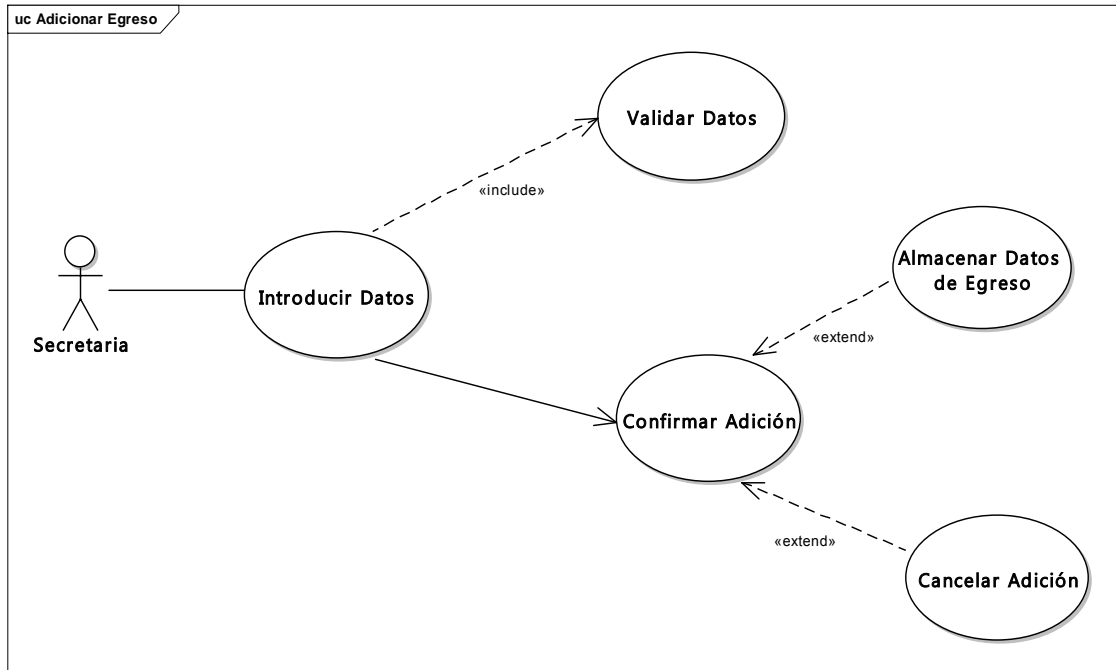 uc Adicionar Egreso
Validar Datos
«include»
Almacenar Datos
de Egreso
Introducir Datos
«extend»
Secretaria
Confirmar Adición
«extend»
Cancelar Adición